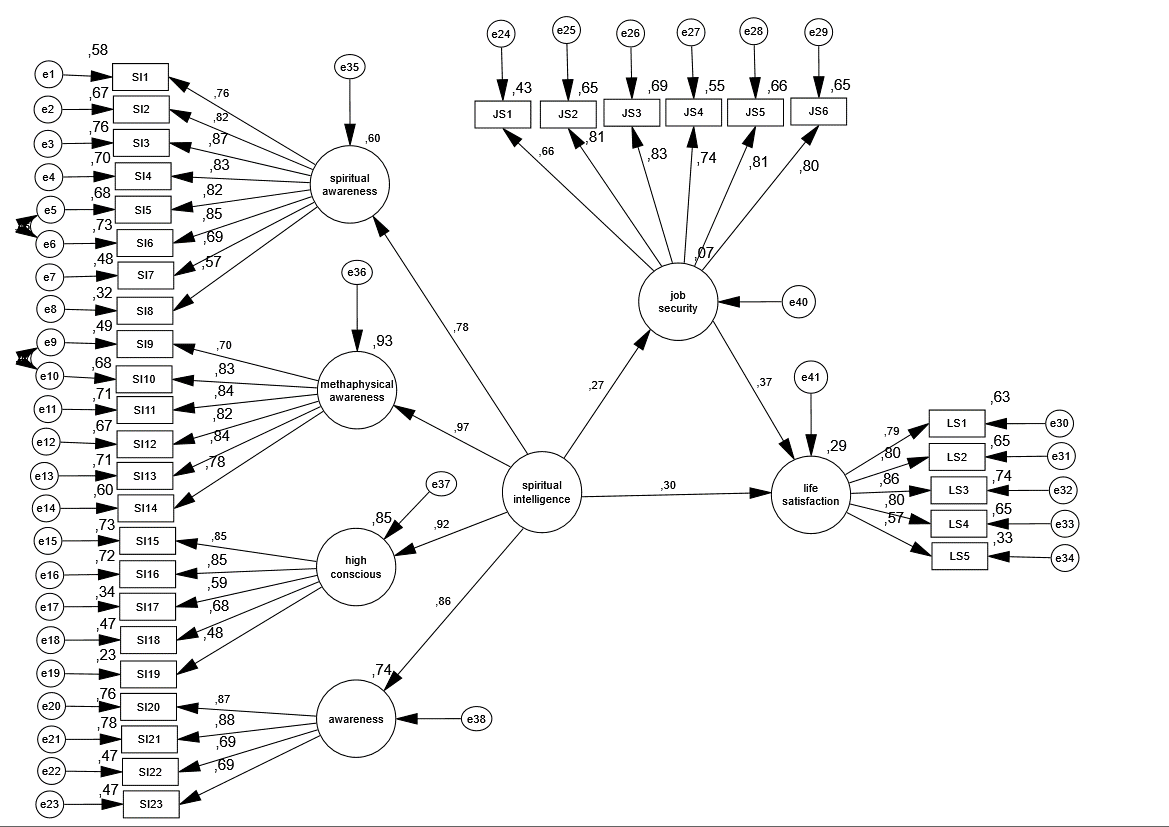 e24 e25 e26 e27 e28 e29
,58
e1 SI1
e35
,43 ,65 ,69 ,55 ,66 ,65
JS1 JS2 JS3 JS4 JS5 JS6
,76
,67
e2 SI2
,82
,60
,66 ,81 ,83 ,74 ,81 ,80
,76
e3 SI3
,87
,70
e4 SI4
,83
spiritual
awareness
,68
e5 SI5
,82
,73
e6 SI6
,85
,48
e7 SI7
,69
,32
e8 SI8
,57
e36
,07
job
security
e40
,78
,49
e9 SI9
,70
,93
,68
e10 SI10
,83
methaphysical
awareness
,71
e11 SI11
,84
,67
e12 SI12
,82
,71
e13 SI13
,84
,60
e14 SI14
,78
,97
,27
,37
e41
,63
LS1 e30
,79
,29
,65
LS2 e31
,80
,74
LS3 e32
,86
,65
LS4 e33
,80
,33
LS5 e34
,57
life
satisfaction
,30
spiritual
intelligence
e37
,85
,92
,73
e15 SI15
,85
,72
e16 SI16
,85
high
conscious
,34
e17 SI17
,59
,47
e18 SI18
,68
,23
e19 SI19
,48
,86
,74
,76
e20 SI20
,87
,78
e21 SI21
,88
awareness
e38
,47
e22 SI22
,69
,47
e23 SI23
,69